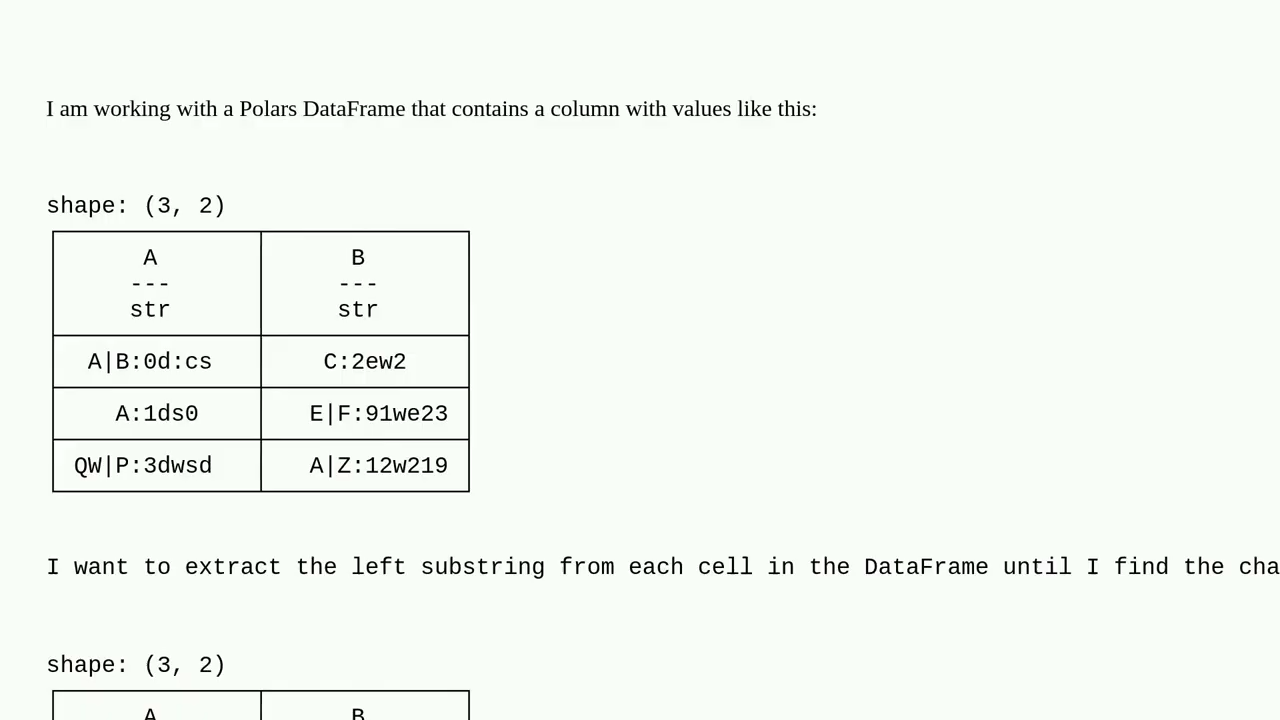 I am working with a Polars DataFrame that contains a column with values like this:
shape: (3, 2)
A B
--- ---
str str
A|B:0d:cs C:2ew2
A:1ds0 E|F:91we23
QW|P:3dwsd A|Z:12w219
I want to extract the left substring from each cell in the DataFrame until I find the
shape: (3, 2)
A B